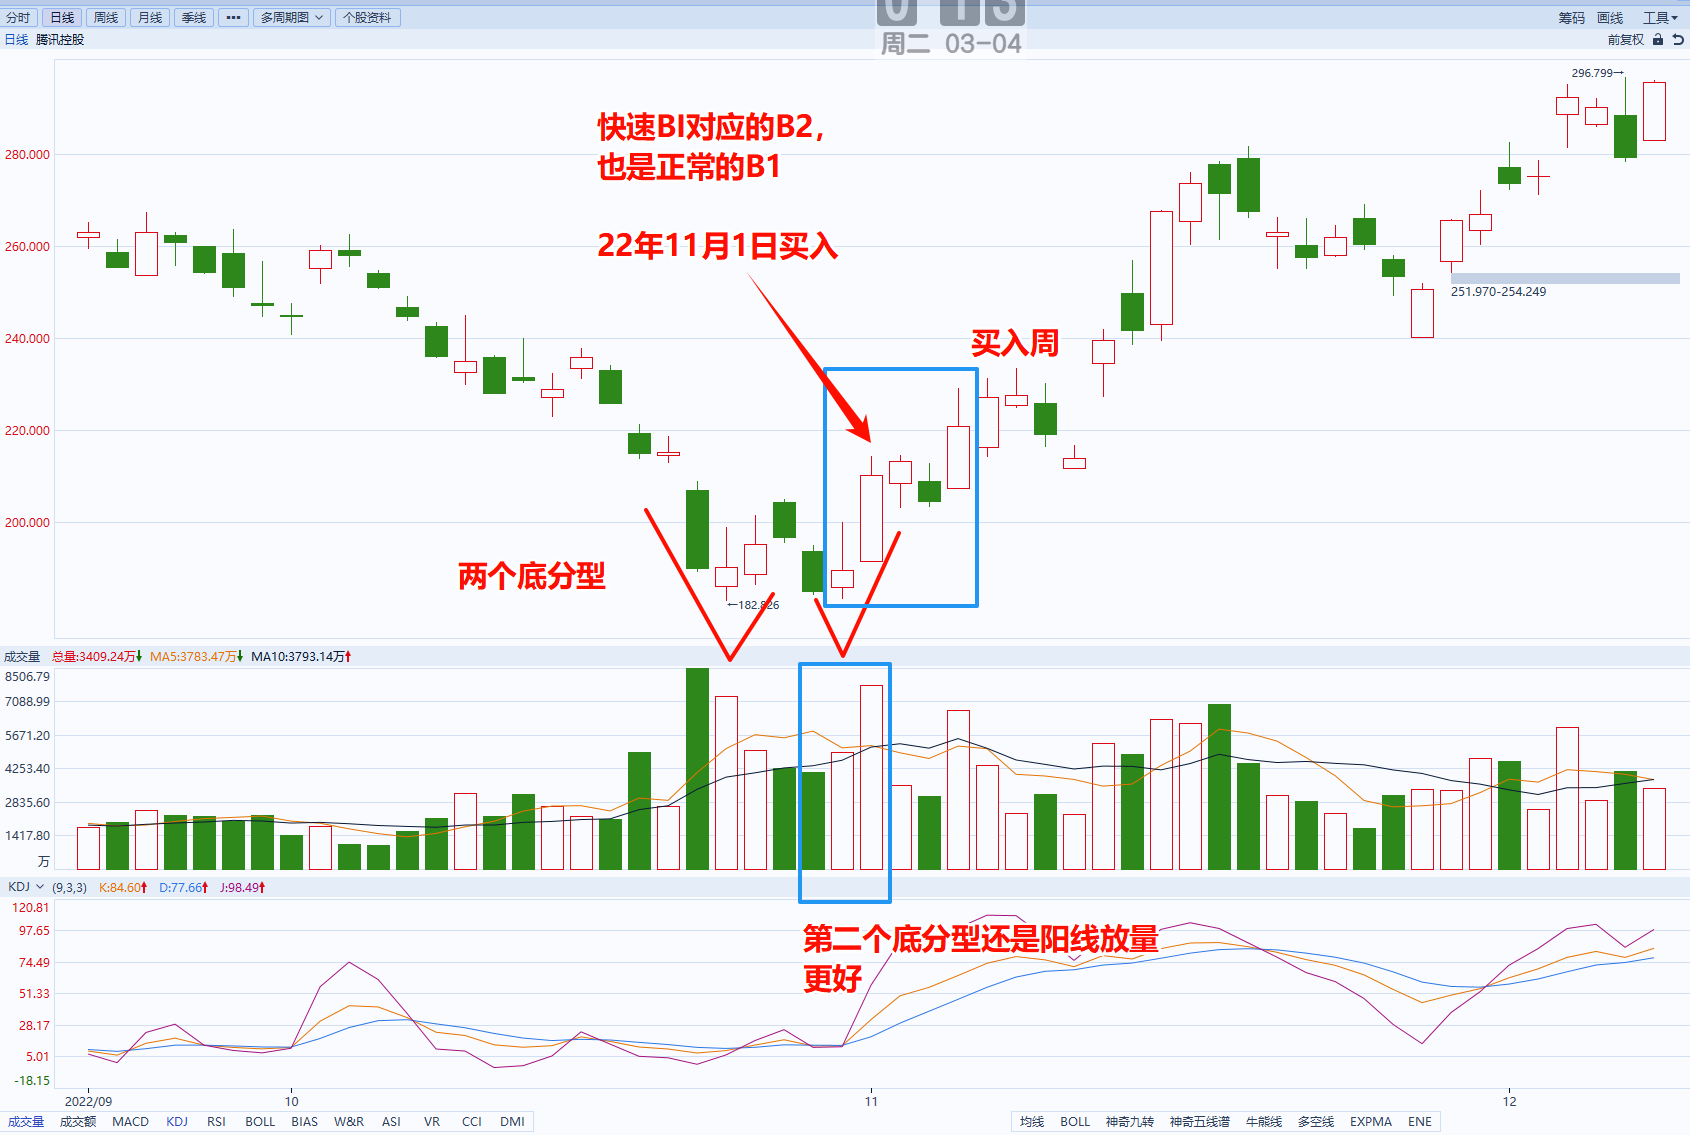 分时 日线 周线 月线 季线 ••• 多周期图 个股资料 筹码 画线 工具
周二 03-04
日线 腾讯控股 前复权
296.799
快速BI对应的B2，
也是正常的B1
280.000
22年11月1日买入
260.000
251.970-254.249
240.000
买入周
220.000
200.000
两个底分型
182.826
成交量 总量:3409.24万 MA5:3783.47万 MA10:3793.14万
8506.79
7088.99
5671.20
4253.40
2835.60
1417.80
万
KDJ (9,3,3) K:84.60 D:77.66 J:98.49
120.81
97.65
第二个底分型还是阳线放量
更好
74.49
51.33
28.17
5.01
-18.15
2022/09 10 11 12
成交量 成交额 MACD KDJ RSI BOLL BIAS W&R ASI VR CCI DMI 均线 BOLL 神奇九转 神奇五线谱 牛熊线 多空线 EXPMA ENE